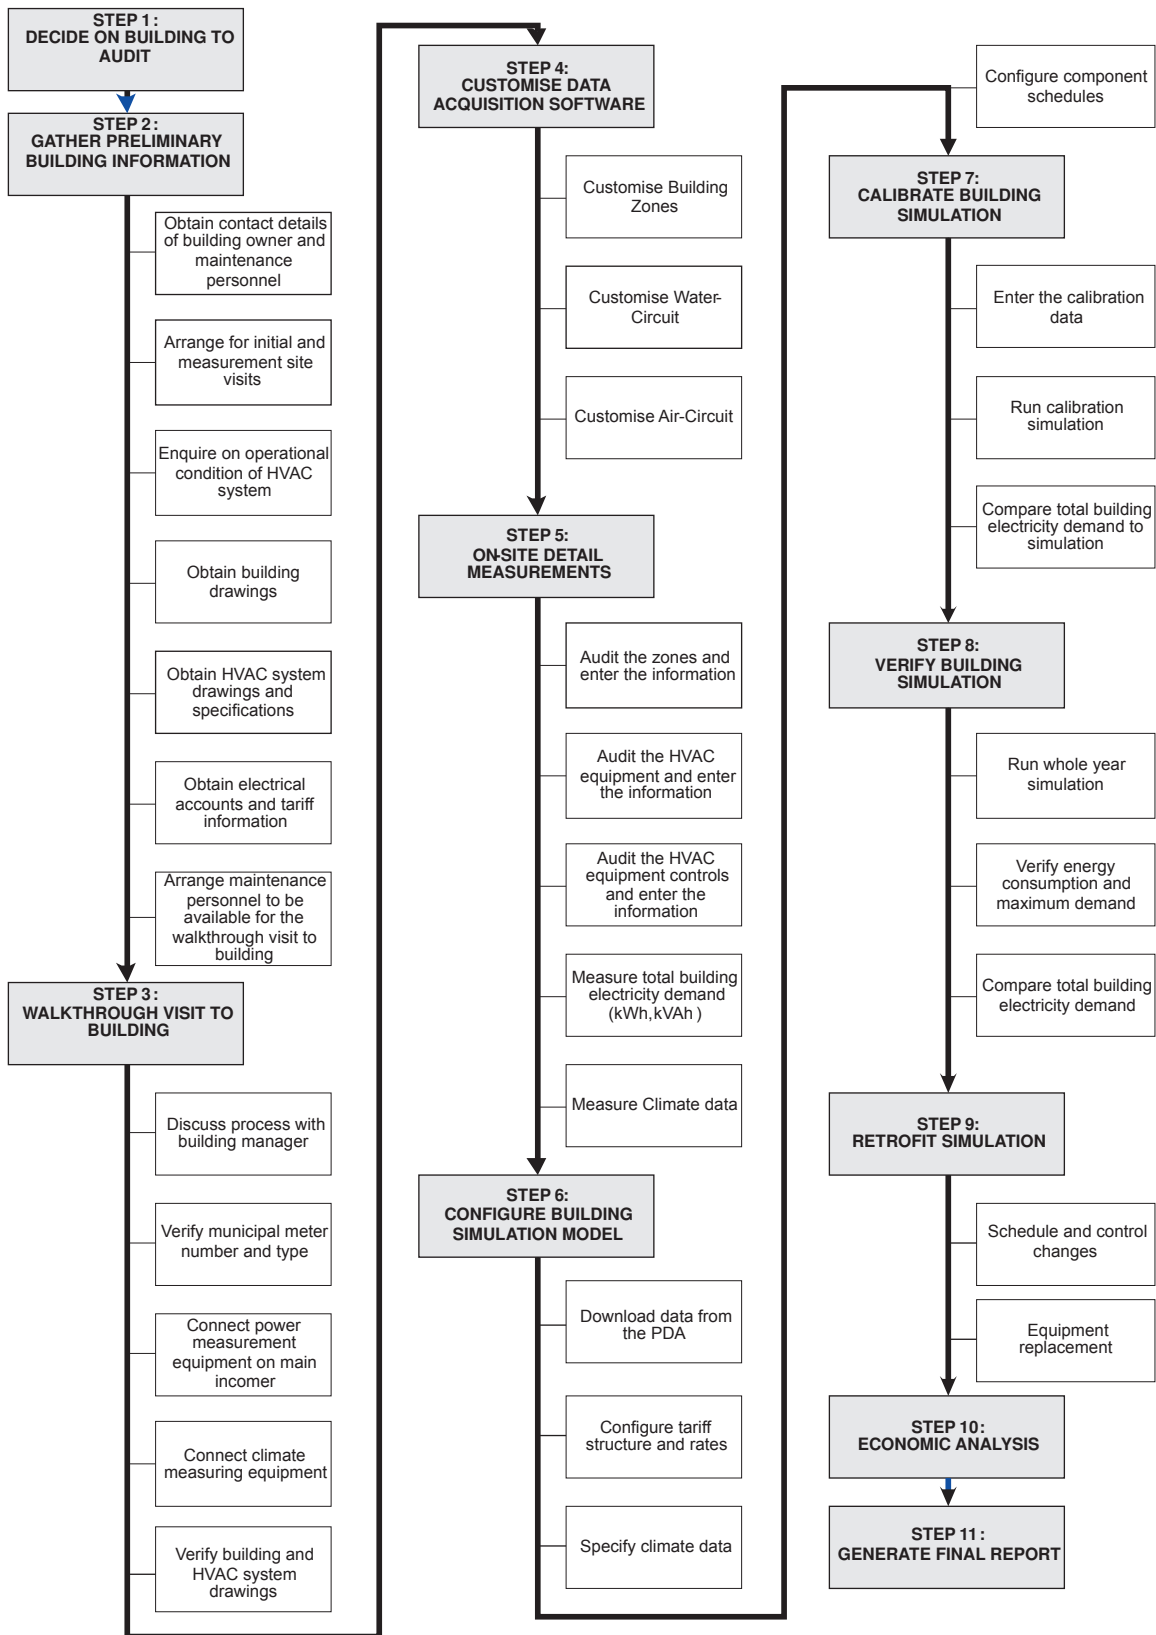 STEP 1:
DECIDE ON BUILDING TO
AUDIT
STEP 2:
GATHER PRELIMINARY
BUILDING INFORMATION
Obtain contact details
of building owner and
maintenance
personnel
Arrange for initial and
measurement site
visits
Enquire on operational
condition of HVAC
system
Obtain building
drawings
Obtain HVAC system
drawings and
specifications
Obtain electrical
accounts and tariff
information
Arrange maintenance
personnel to be
available for the
walkthrough visit to
building
STEP 3:
WALKTHROUGH VISIT TO
BUILDING
Discuss process with
building manager
Verify municipal meter
number and type
Connect power
measurement
equipment on main
incomer
Connect climate
measuring equipment
Verify building and
HVAC system
drawings
STEP 4:
CUSTOMISE DATA
ACQUISITION SOFTWARE
Customise Building
Zones
Customise Water-
Circuit
Customise Air-Circuit
STEP 5:
ON-SITE DETAIL
MEASUREMENTS
Audit the zones and
enter the information
Audit the HVAC
equipment and enter
the information
Audit the HVAC
equipment controls
and enter the
information
Measure total building
electricity demand
(kWh,kVAh)
Measure Climate data
STEP 6:
CONFIGURE BUILDING
SIMULATION MODEL
Download data from
the PDA
Configure tariff
structure and rates
Specify climate data
Configure component
schedules
STEP 7:
CALIBRATE BUILDING
SIMULATION
Enter the calibration
data
Run calibration
simulation
Compare total building
electricity demand to
simulation
STEP 8:
VERIFY BUILDING
SIMULATION
Run whole year
simulation
Verify energy
consumption and
maximum demand
Compare total building
electricity demand
STEP 9:
RETROFIT SIMULATION
Schedule and control
changes
Equipment
replacement
STEP 10:
ECONOMIC ANALYSIS
STEP 11:
GENERATE FINAL REPORT